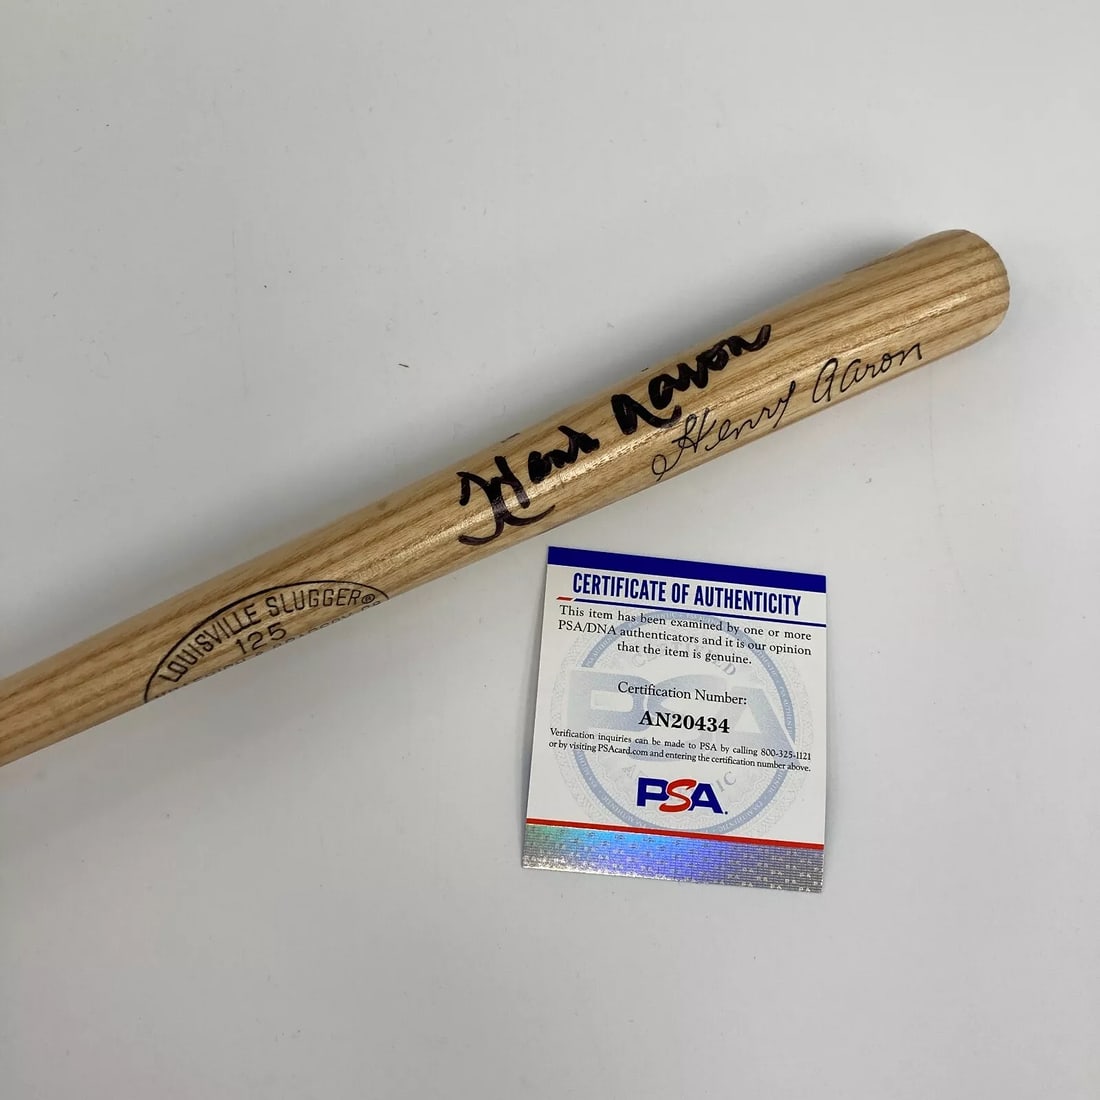 Hank Aaron
Henry Aaron
LOUISVILLE SLUGGER®
125
CERTIFICATE OF AUTHENTICITY
This item has been examined by one or more
PSA/DNA authenticators and it is our opinion
that the item is genuine.
Certification Number:
AN20434
Verification inquiries can be made to PSA by calling 800-325-1121
or by visiting PSAcard.com and entering the certification number above.
PSA.